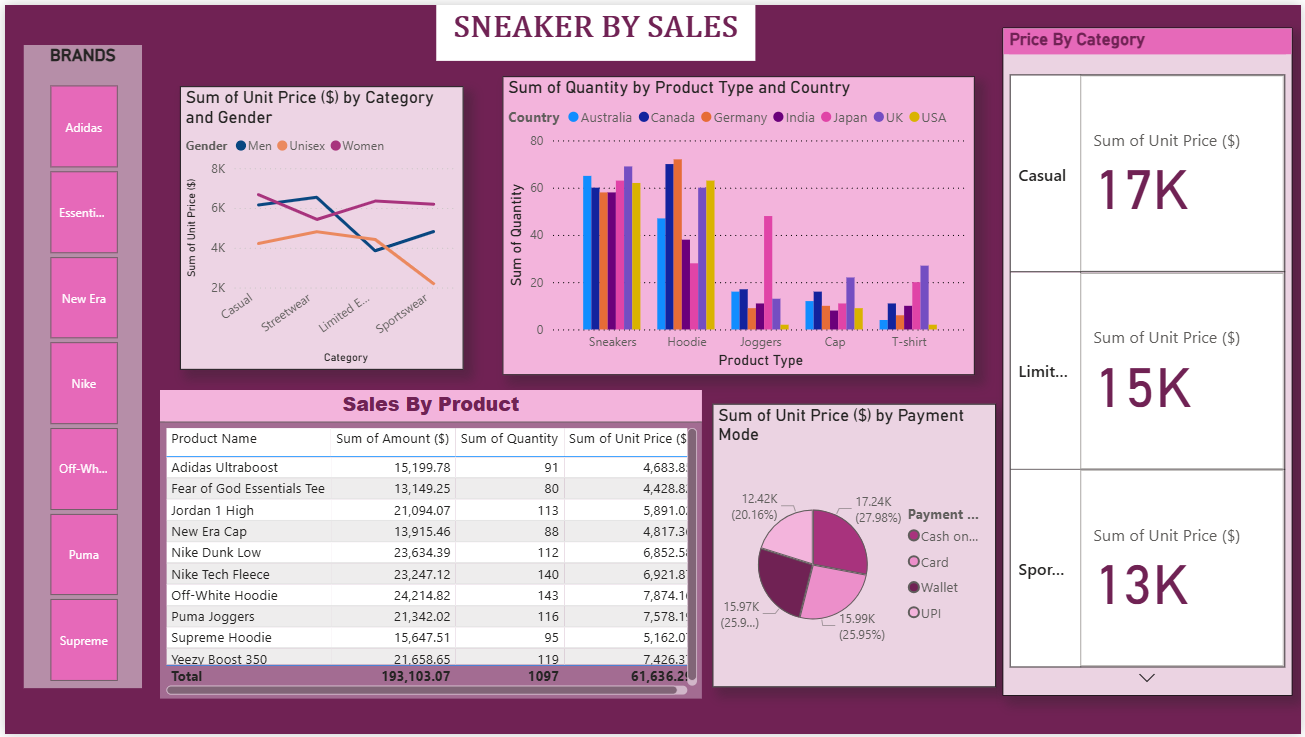 SNEAKER BY SALES
BRANDS
Adidas
Essenti...
New Era
Nike
Off-Wh...
Puma
Supreme
Sum of Unit Price ($) by Category
and Gender
Gender Men Unisex Women
Sum of Unit Price ($)
8K
6K
4K
2K
Casual
Streetwear
Limited E...
Sportswear
Category
Sum of Quantity by Product Type and Country
Country Australia Canada Germany India Japan UK USA
Sum of Quantity
80
60
40
20
0
Sneakers Hoodie Joggers Cap T-shirt
Product Type
Sales By Product
Product Name Sum of Amount ($) Sum of Quantity Sum of Unit Price ($
Adidas Ultraboost 15,199.78 91 4,683.8
Fear of God Essentials Tee 13,149.25 80 4,428.8
Jordan 1 High 21,094.07 113 5,891.0
New Era Cap 13,915.46 88 4,817.3
Nike Dunk Low 23,634.39 112 6,852.5
Nike Tech Fleece 23,247.12 140 6,921.8
Off-White Hoodie 24,214.82 143 7,874.1
Puma Joggers 21,342.02 116 7,578.1
Supreme Hoodie 15,647.51 95 5,162.0
Yeezy Boost 350 21,658.65 119 7,426.3
Total 193,103.07 1097 61,636.2
Sum of Unit Price ($) by Payment
Mode
12.42K
(20.16%)
17.24K
(27.98%)
15.97K
(25.9...)
15.99K
(25.95%)
Payment ...
Cash on...
Card
Wallet
UPI
Price By Category
Casual
Sum of Unit Price ($)
17K
Limit...
Sum of Unit Price ($)
15K
Spor...
Sum of Unit Price ($)
13K